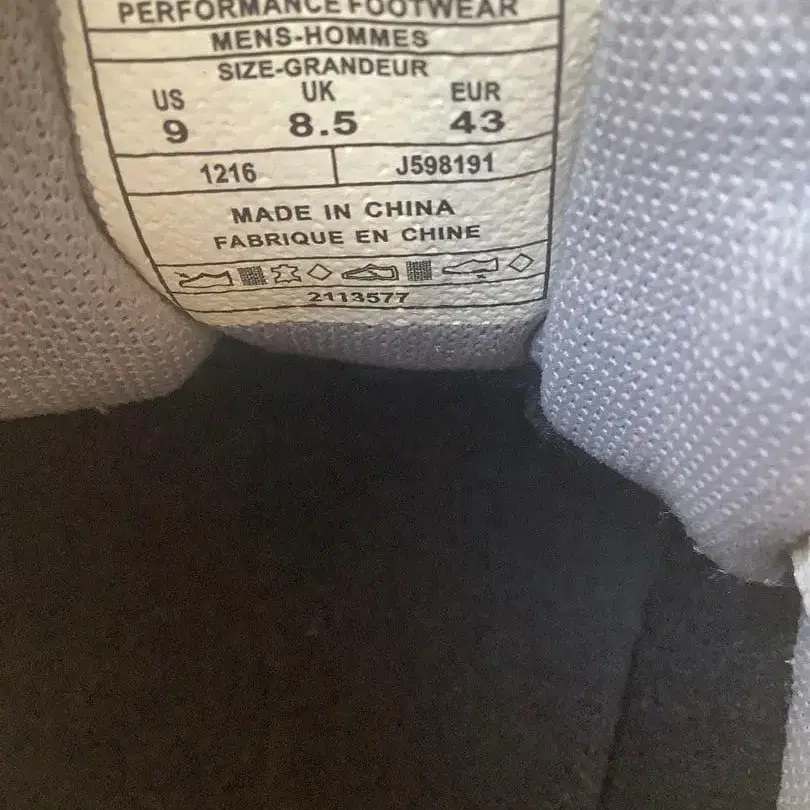 PERFORMANCE FOOTWEAR
MENS-HOMMES
SIZE-GRANDEUR
US UK EUR
9 8.5 43
1216 J598191
MADE IN CHINA
FABRIQUE EN CHINE
2113577